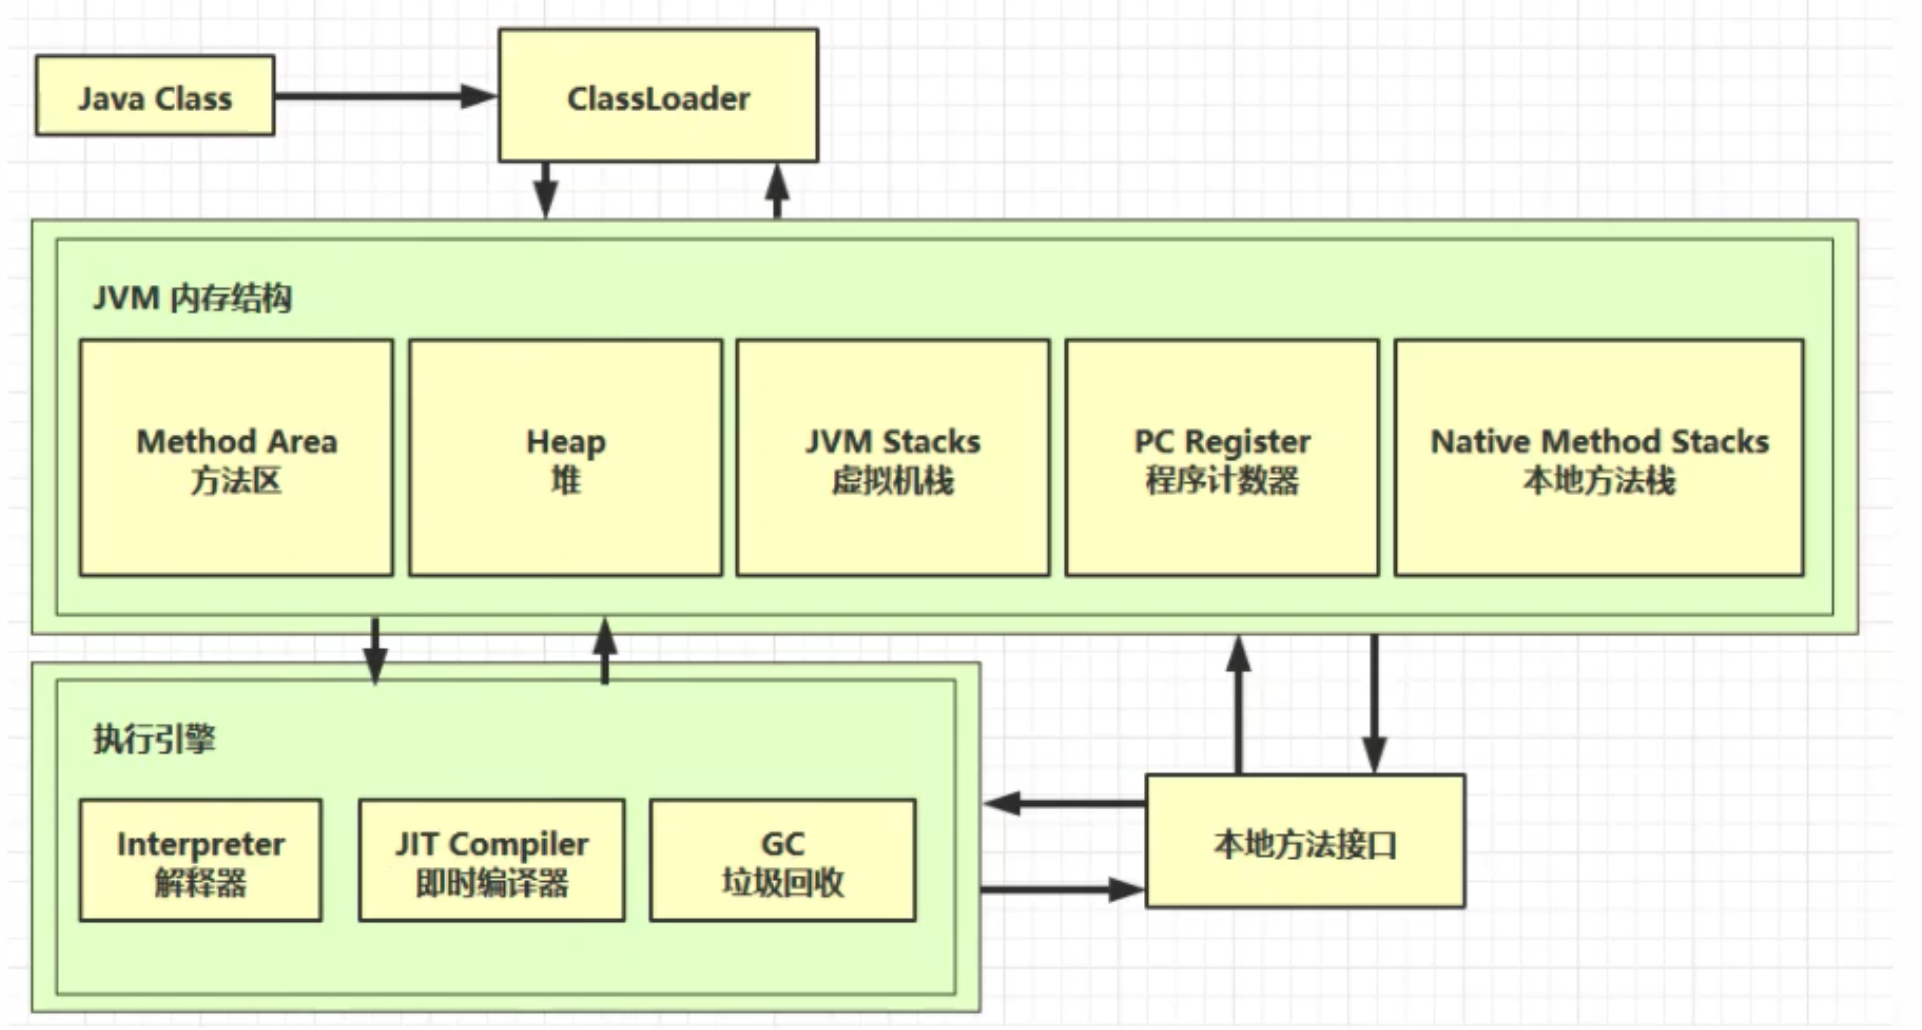 Java Class
ClassLoader
JVM 内存结构
Method Area
方法区
Heap
堆
JVM Stacks
虚拟机栈
PC Register
程序计数器
Native Method Stacks
本地方法栈
执行引擎
Interpreter
解释器
JIT Compiler
即时编译器
GC
垃圾回收
本地方法接口